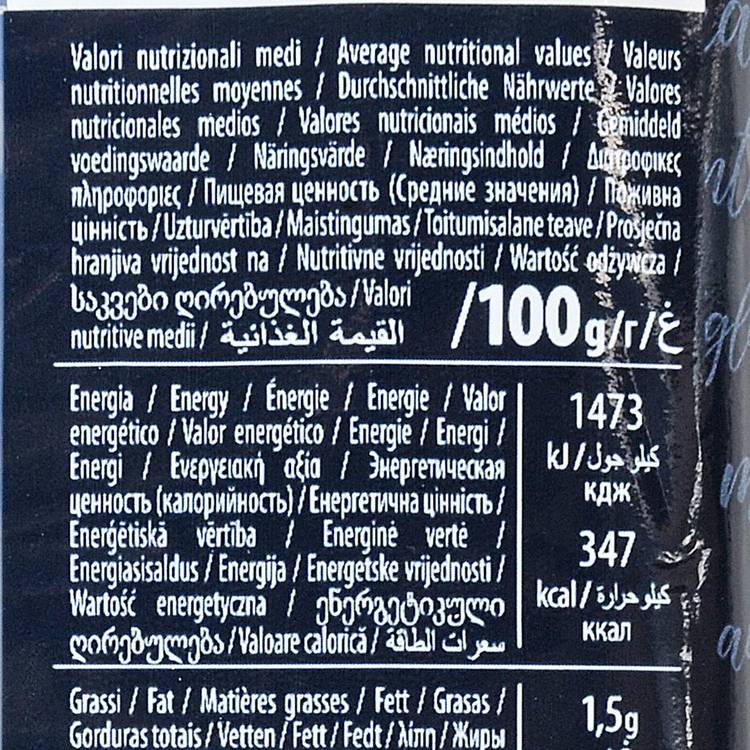 Valori nutrizionali medi / Average nutritional values / Valeurs
nutritionnelles moyennes / Durchschnittliche Nährwerte / Valores
nutricionales medios / Valores nutricionais médios / Gemiddeld
voedingswaarde / Näringsvärde / Næringsindhold / Διατροφικες
πληροφοριες / Пищевая ценность (Средние значения) / Поживна
цінність / Uzturvērtība / Maistingumas / Toitumisalane teave / Prosječna
hranjiva vrijednost na / Nutritivne vrijednosti / Wartość odżywcza /
საკვები ღირებულება / Valori
nutritive medii / القيمة الغذائية /100g/г/غ
Energia / Energy / Énergie / Energie / Valor
energético / Valor energético / Energie / Energi /
Energi / Ενεργειακή αξία / Энергетическая
ценность (калорийность) / Енергетична цінність /
Enerģētiskā vērtība / Energinė vertė /
Energiasisaldus / Energija / Energetske vrijednosti /
Wartość energetyczna / ენერგეტიკული
ღირებულება / Valoare calorică / سعرات الطاقة
1473
kJ / كيلو جول
кДж
347
kcal / كيلو حرارة
ккал
Grassi / Fat / Matières grasses / Fett / Grasas /
Gorduras totais / Vetten / Fett / Fedt / λίπη / Жиры
1,5g